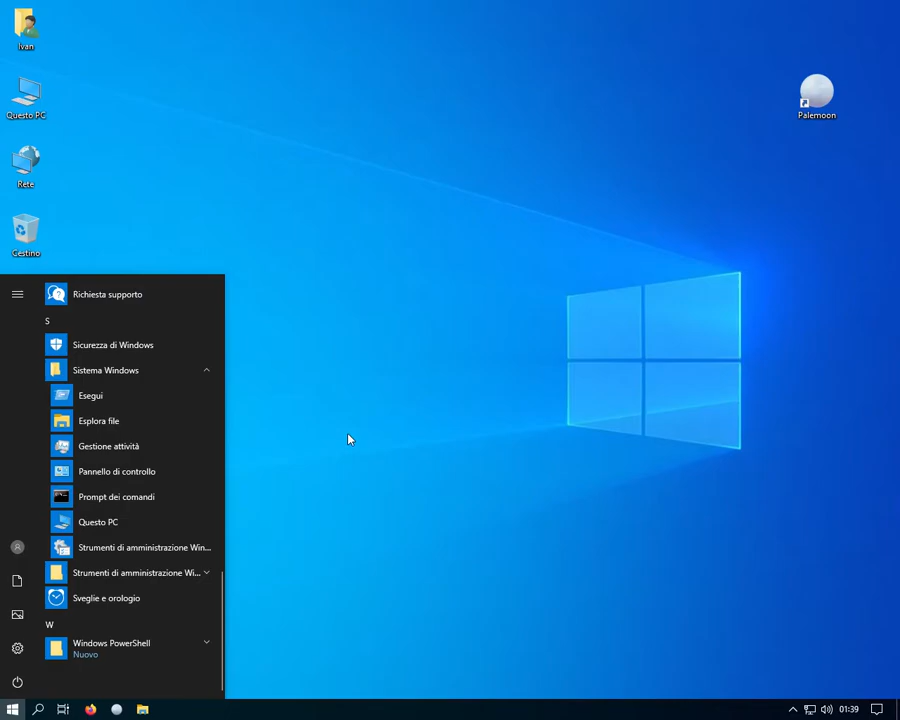 Ivan
Questo PC
Rete
Cestino
Palemoon
Richiesta supporto
S
Sicurezza di Windows
Sistema Windows
Esegui
Esplora file
Gestione attività
Pannello di controllo
Prompt dei comandi
Questo PC
Strumenti di amministrazione Win...
Strumenti di amministrazione Wi...
Sveglie e orologio
W
Windows PowerShell
Nuovo
01:39